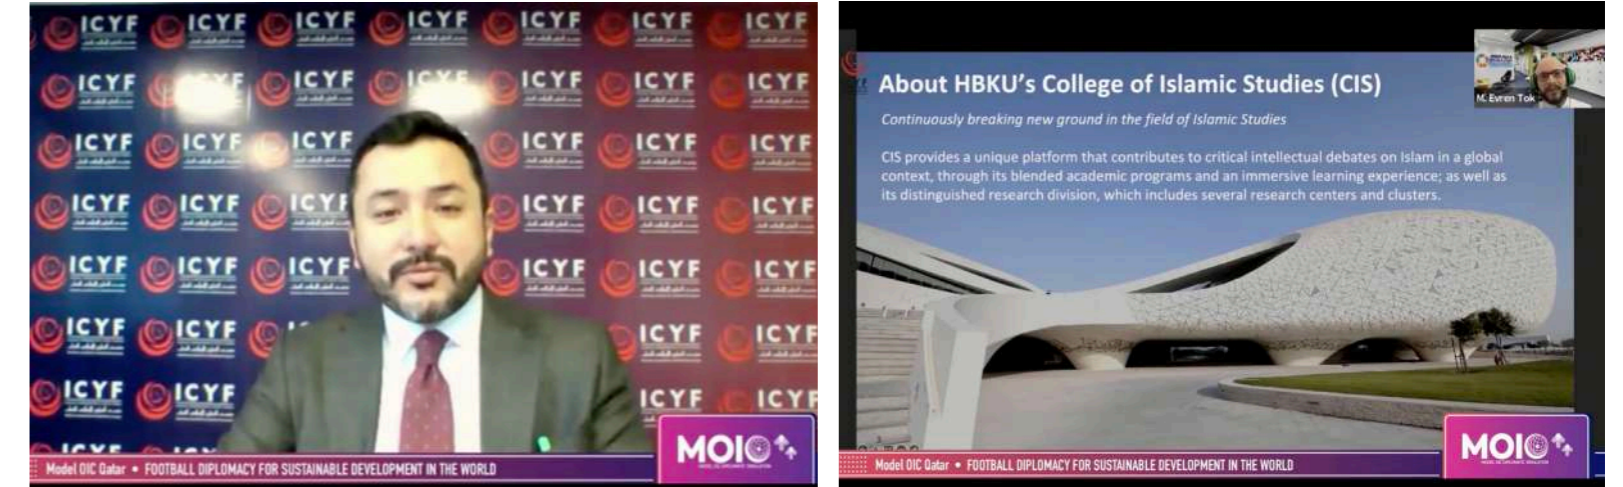 ICYF
MOIC
Model OIC Qatar • FOOTBALL DIPLOMACY FOR SUSTAINABLE DEVELOPMENT IN THE WORLD
About HBKU's College of Islamic Studies (CIS)
M. Evren Tok
Continuously breaking new ground in the field of Islamic Studies
CIS provides a unique platform that contributes to critical intellectual debates on Islam in a global
context, through its blended academic programs and an immersive learning experience; as well as
its distinguished research division, which includes several research centers and clusters.
MOIC
Model OIC Qatar • FOOTBALL DIPLOMACY FOR SUSTAINABLE DEVELOPMENT IN THE WORLD